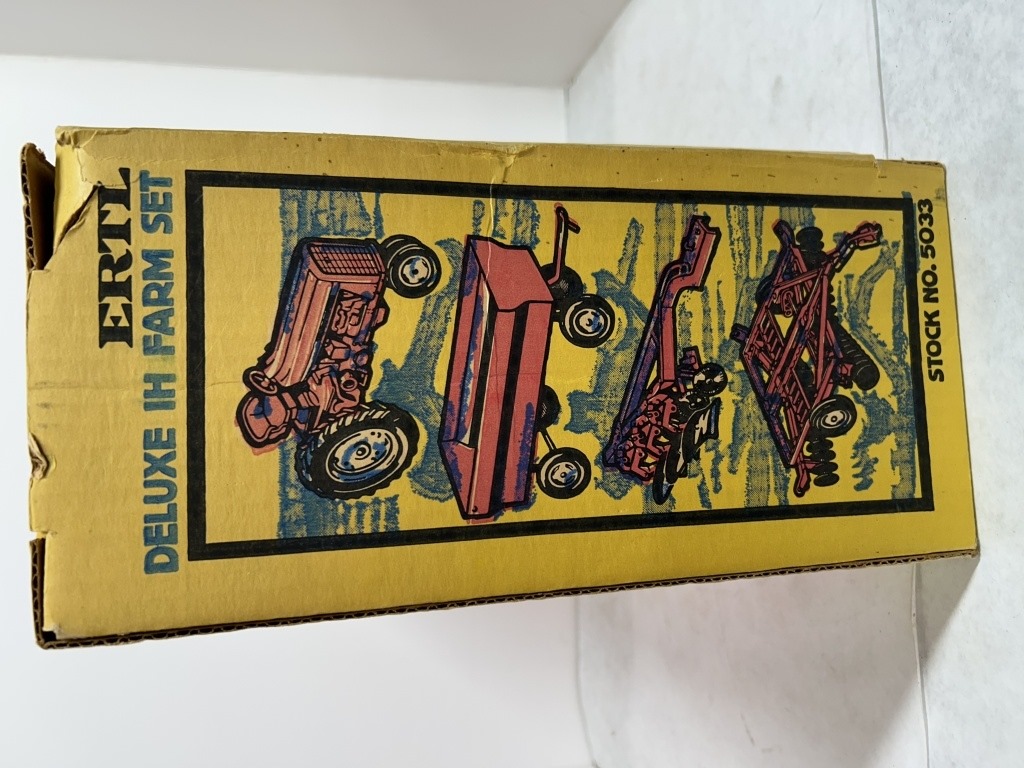 ERTL
DELUXE IH FARM SET
STOCK NO. 5033